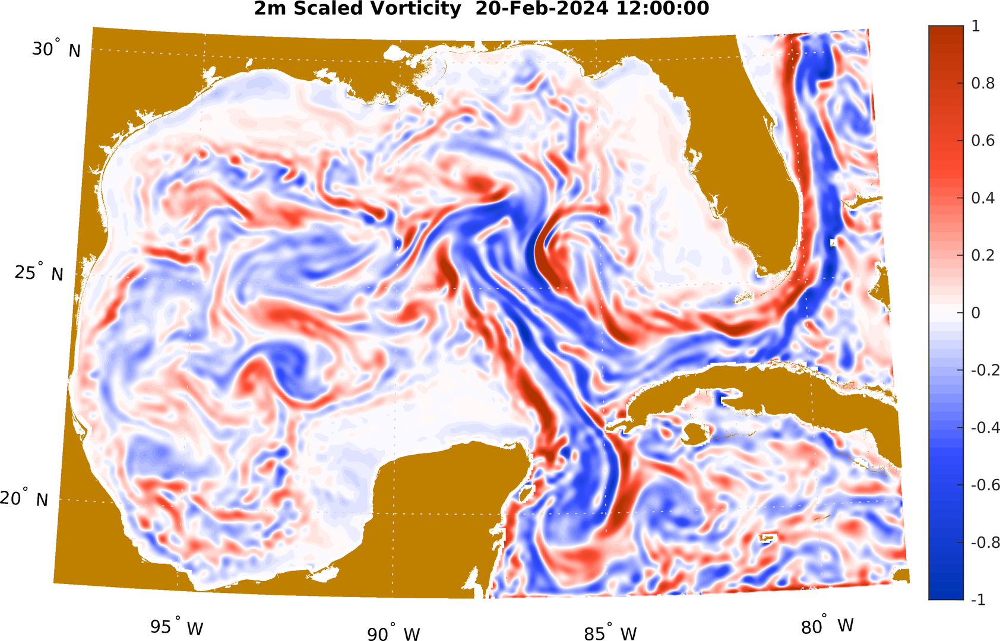 2m Scaled Vorticity  20-Feb-2024 12:00:00
30° N
25° N
20° N
95° W
90° W
85° W
80° W
1
0.8
0.6
0.4
0.2
0
-0.2
-0.4
-0.6
-0.8
-1